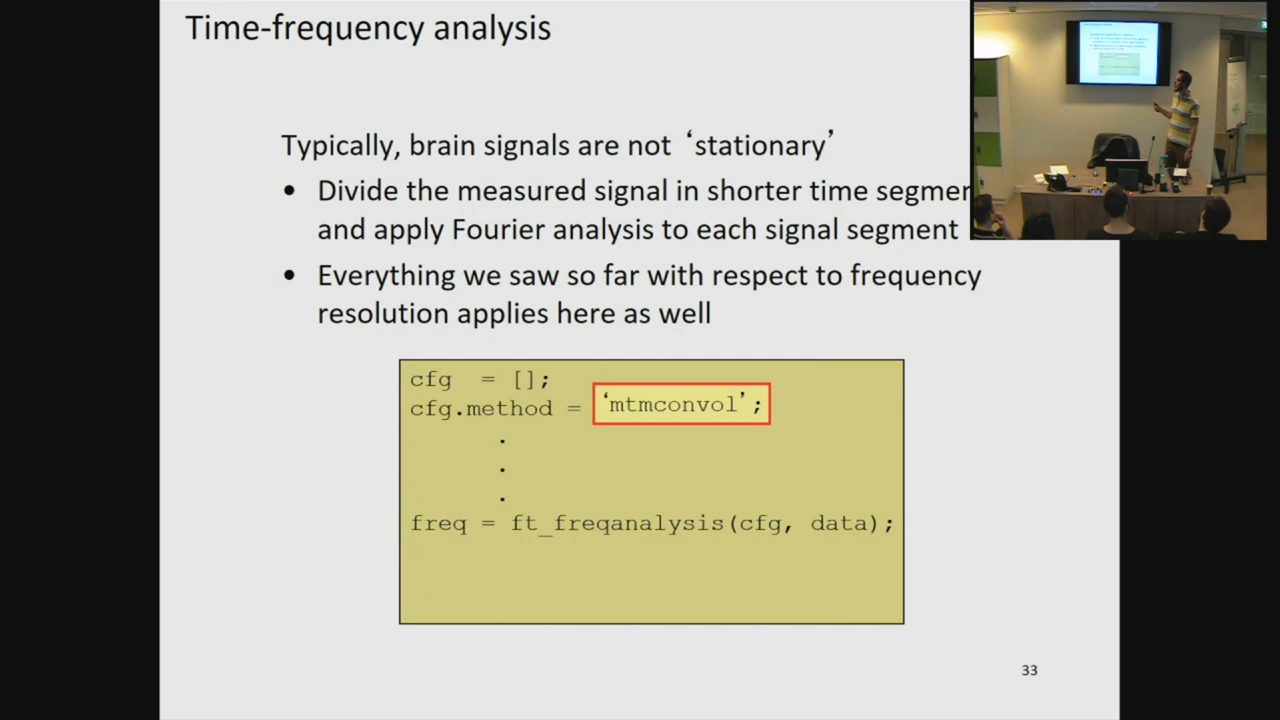 Time-frequency analysis
Typically, brain signals are not ‘stationary’
• Divide the measured signal in shorter time
and apply Fourier analysis to each signal segment
• Everything we saw so far with respect to frequency
resolution applies here as well
cfg = [];
cfg.method = ‘mtmconvol’;
.
.
.
freq = ft_freqanalysis(cfg, data);
33